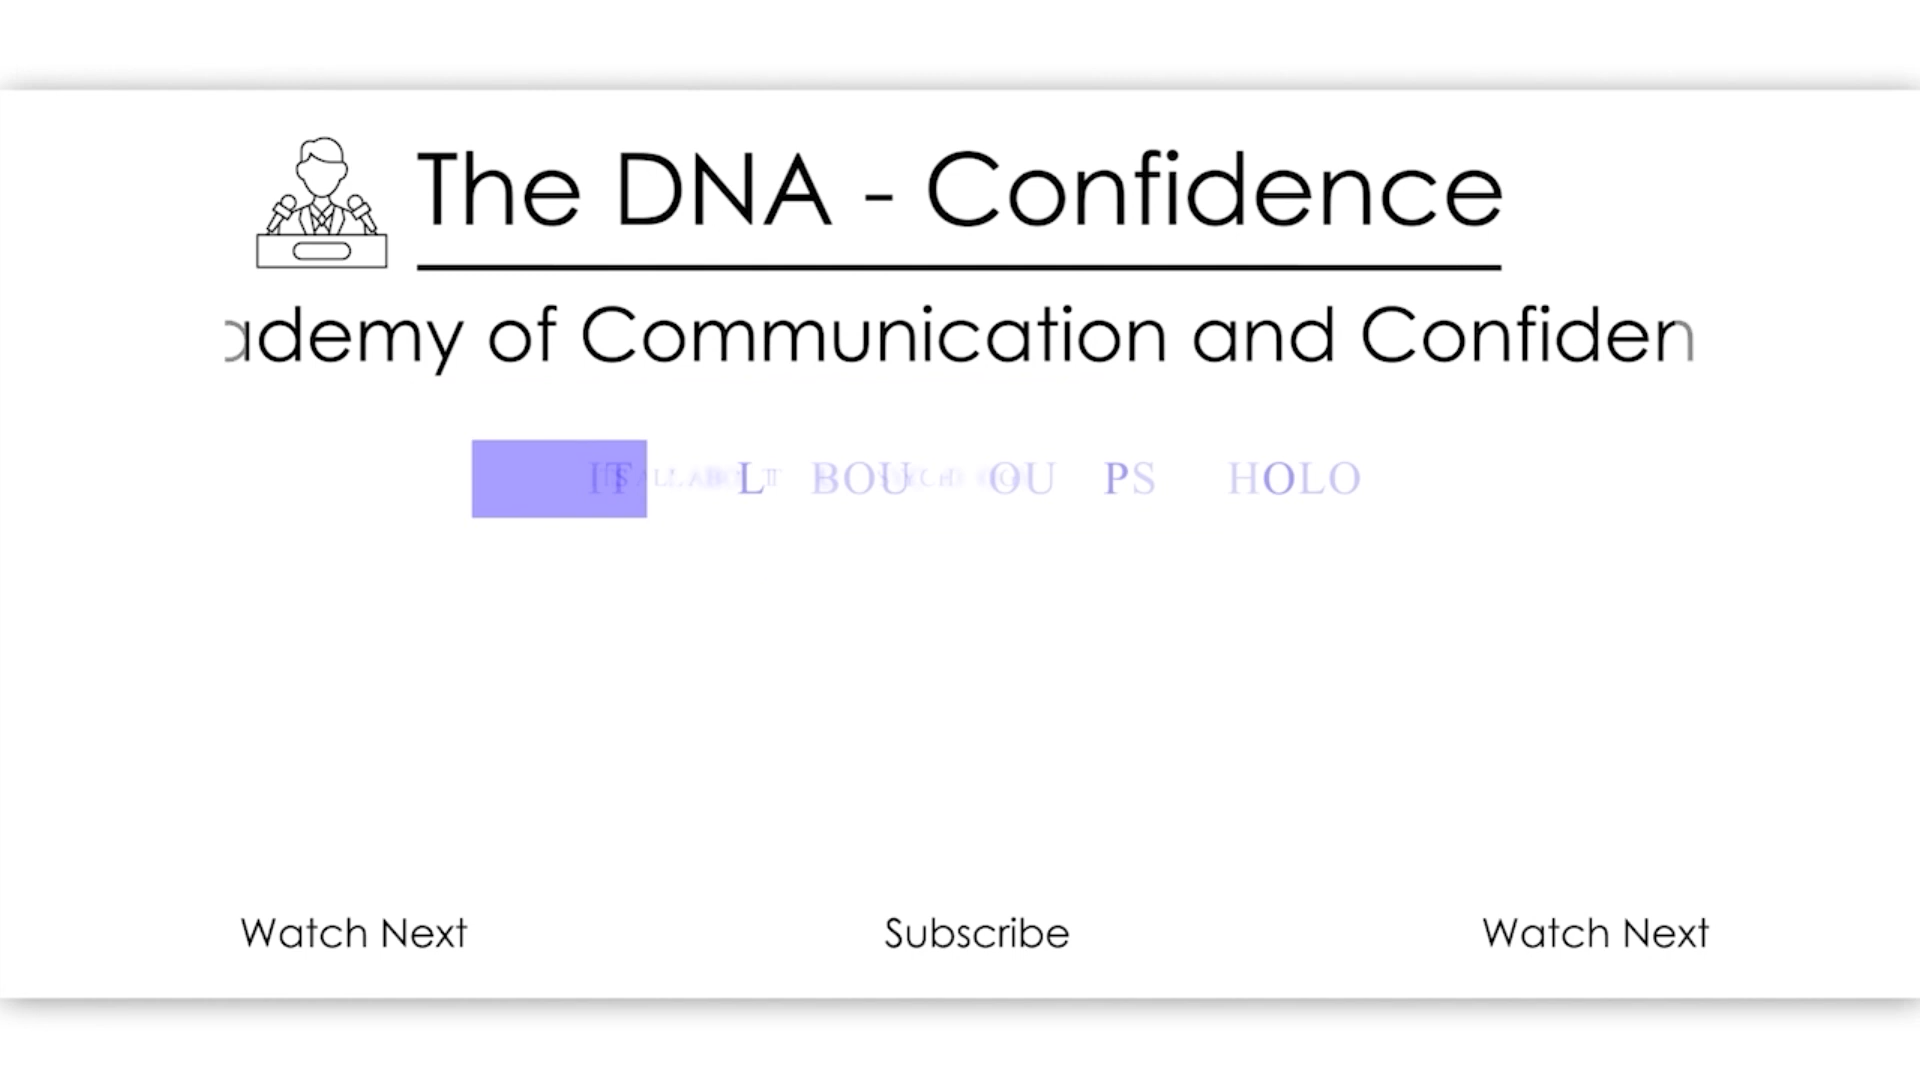 The DNA - Confidence
ademy of Communication and Confiden
Watch Next
Subscribe
Watch Next